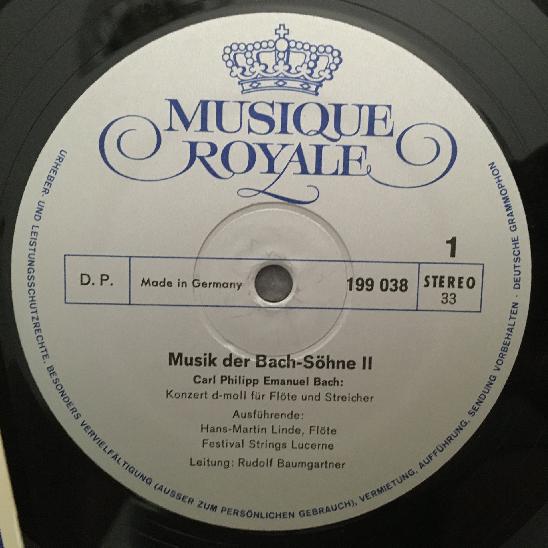 MUSIQUE
ROYALE
1
D. P.
Made in Germany
199 038
STEREO
33
Musik der Bach-Söhne II
Carl Philipp Emanuel Bach:
Konzert d-moll für Flöte und Streicher
Ausführende:
Hans-Martin Linde, Flöte
Festival Strings Lucerne
Leitung: Rudolf Baumgartner
URHEBER- UND LEISTUNGSSCHUTZRECHTE, BESONDERS VERVIELFÄLTIGUNG (AUSSER ZUM PERSÖNLICHEN GEBRAUCH), VERMIETUNG, AUFFÜHRUNG, SENDUNG VORBEHALTEN · DEUTSCHE GRAMMOPHON